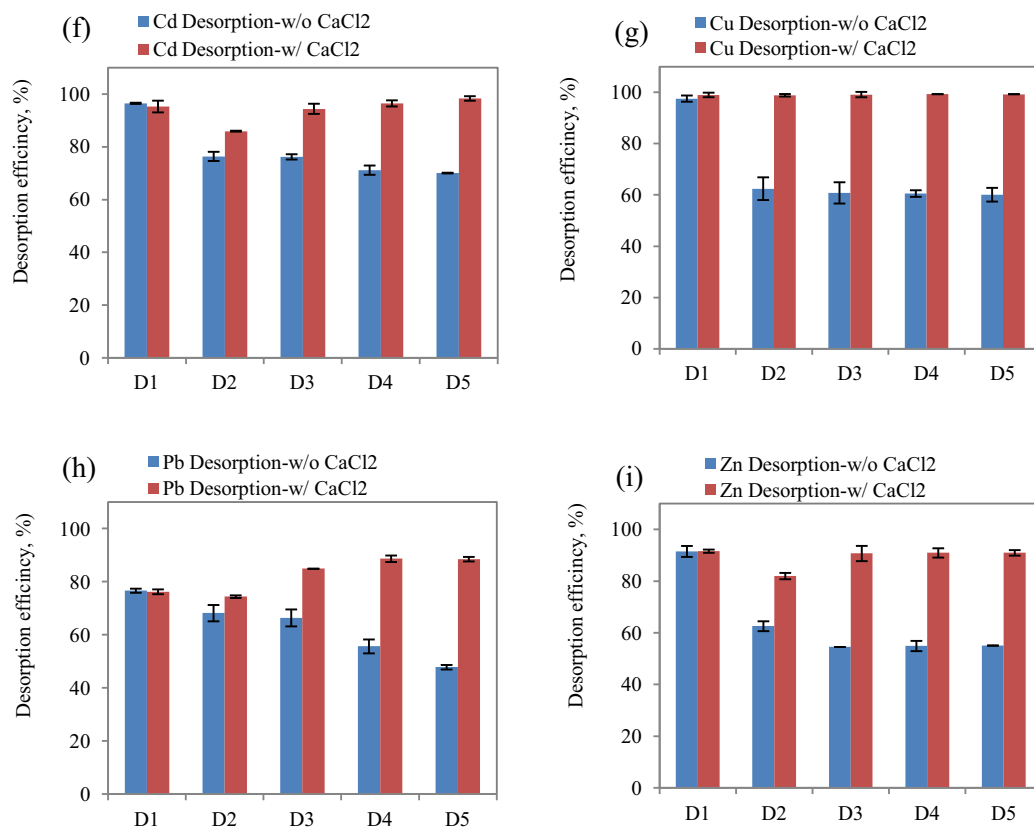 (f)
Cd Desorption-w/o CaCl2
Cd Desorption-w/ CaCl2
Desorption efficincy, %)
100
80
60
40
20
0
D1 D2 D3 D4 D5
(g)
Cu Desorption-w/o CaCl2
Cu Desorption-w/ CaCl2
Desorption efficincy, %)
100
80
60
40
20
0
D1 D2 D3 D4 D5
(h)
Pb Desorption-w/o CaCl2
Pb Desorption-w/ CaCl2
Desorption efficincy, %)
100
80
60
40
20
0
D1 D2 D3 D4 D5
(i)
Zn Desorption-w/o CaCl2
Zn Desorption-w/ CaCl2
Desorption efficincy, %)
100
80
60
40
20
0
D1 D2 D3 D4 D5